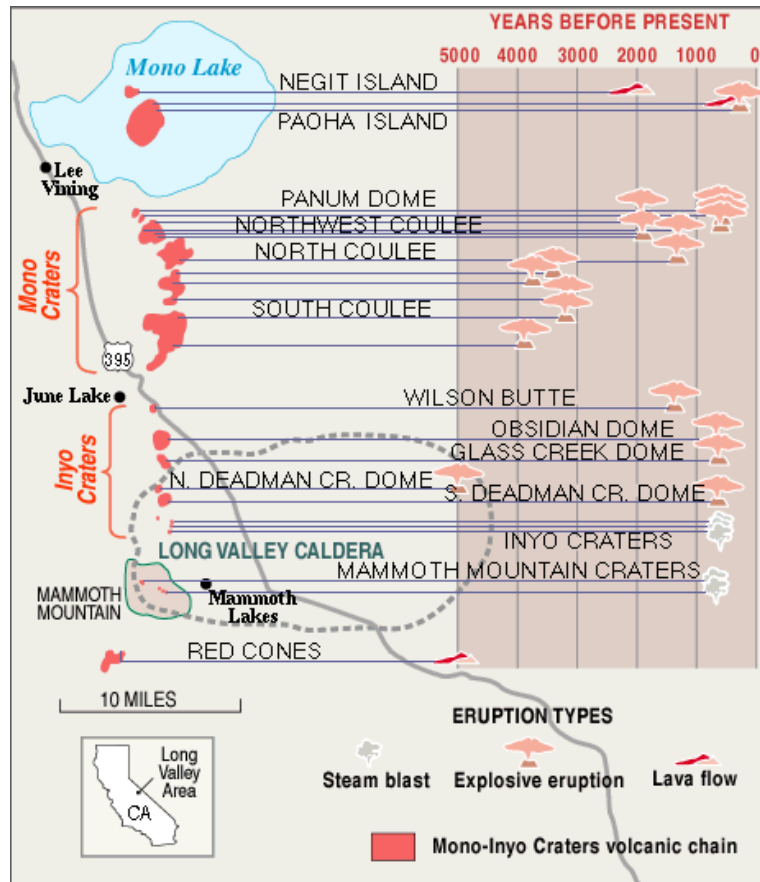 YEARS BEFORE PRESENT
5000 4000 3000 2000 1000 0
Mono Lake
NEGIT ISLAND
PAOHA ISLAND
Lee
Vining
PANUM DOME
NORTHWEST COULEE
NORTH COULEE
Mono
Craters
SOUTH COULEE
395
June Lake
WILSON BUTTE
OBSIDIAN DOME
GLASS CREEK DOME
Inyo
Craters
N. DEADMAN CR. DOME
S. DEADMAN CR. DOME
INYO CRATERS
LONG VALLEY CALDERA
MAMMOTH MOUNTAIN CRATERS
MAMMOTH
MOUNTAIN
Mammoth
Lakes
RED CONES
10 MILES
ERUPTION TYPES
Steam blast
Explosive eruption
Lava flow
Long
Valley
Area
CA
Mono-Inyo Craters volcanic chain